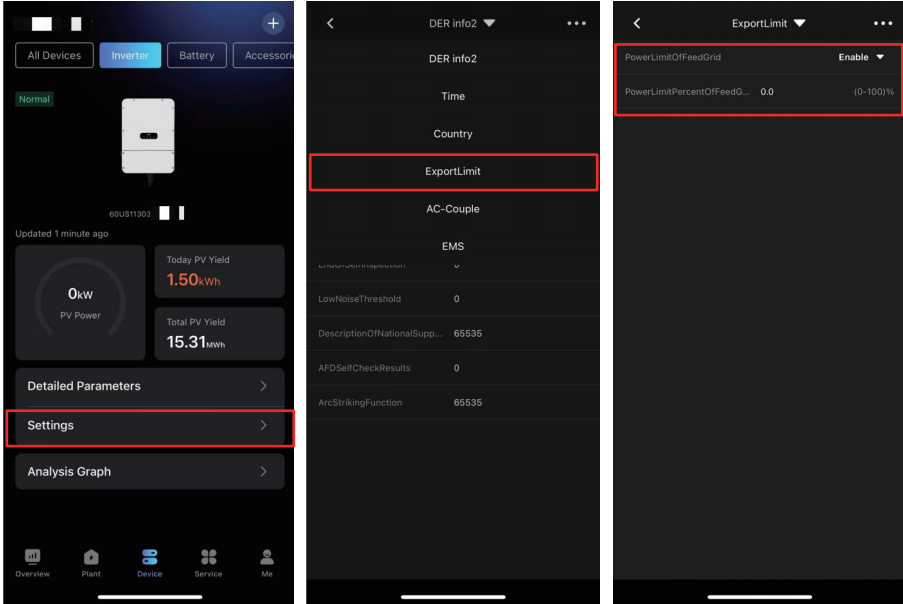 All Devices
Inverter
Battery
Accessorie
Normal
60US11303
Updated 1 minute ago
0kW
PV Power
Today PV Yield
1.50kWh
Total PV Yield
15.31MWh
Detailed Parameters
Settings
Analysis Graph
Overview
Plant
Device
Service
Me
DER info2
DER info2
Time
Country
ExportLimit
AC-Couple
EMS
EndOfSelfInspection 0
LowNoiseThreshold 0
DescriptionOfNationalSupp... 65535
AFDSelfCheckResults 0
ArcStrikingFunction 65535
ExportLimit
PowerLimitOfFeedGrid Enable
PowerLimitPercentOfFeedG... 0.0 (0-100)%